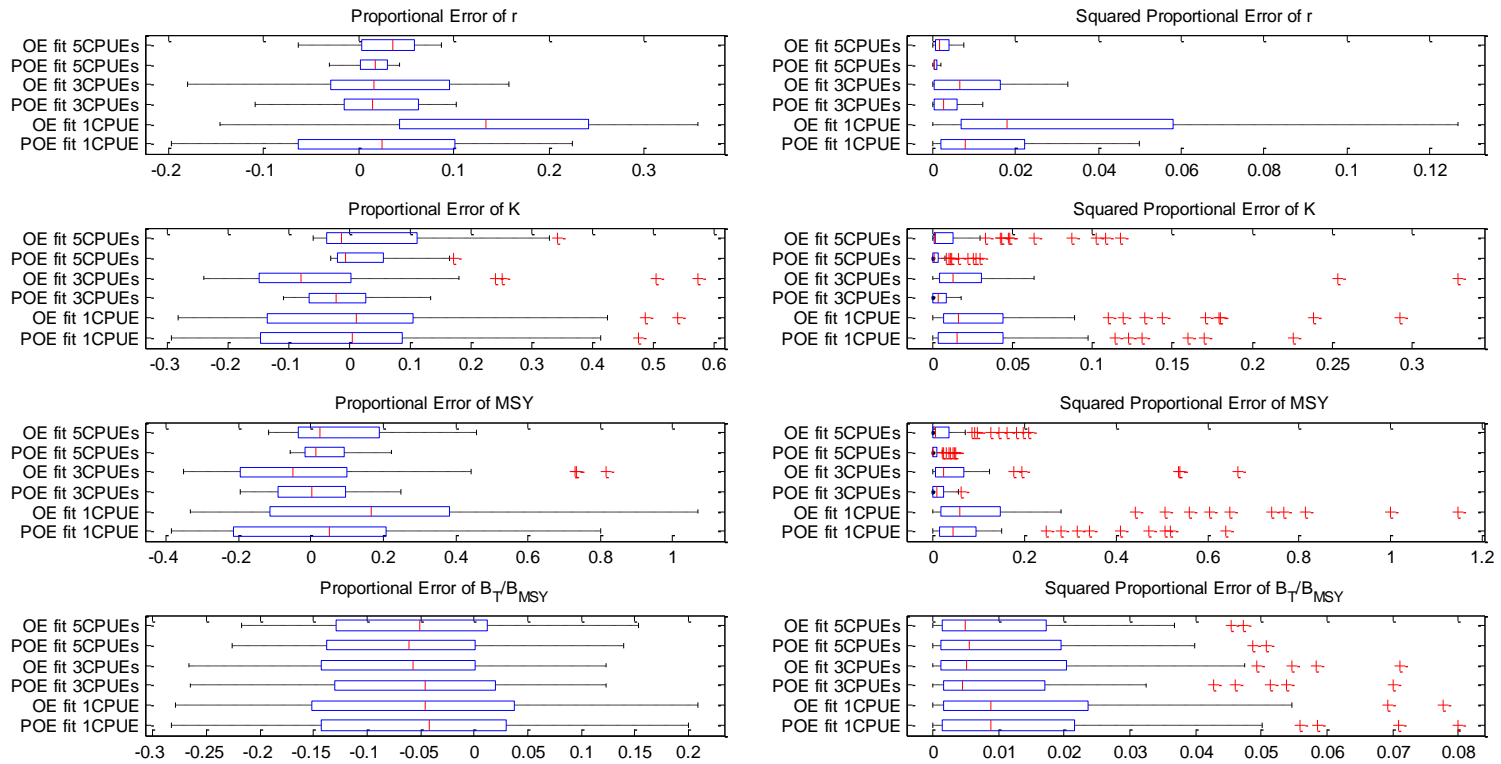 Proportional Error of r
OE fit 5CPUEs
POE fit 5CPUEs
OE fit 3CPUEs
POE fit 3CPUEs
OE fit 1CPUE
POE fit 1CPUE
-0.2 -0.1 0 0.1 0.2 0.3
Squared Proportional Error of r
OE fit 5CPUEs
POE fit 5CPUEs
OE fit 3CPUEs
POE fit 3CPUEs
OE fit 1CPUE
POE fit 1CPUE
0 0.02 0.04 0.06 0.08 0.1 0.12
Proportional Error of K
OE fit 5CPUEs
POE fit 5CPUEs
OE fit 3CPUEs
POE fit 3CPUEs
OE fit 1CPUE
POE fit 1CPUE
-0.3 -0.2 -0.1 0 0.1 0.2 0.3 0.4 0.5 0.6
Squared Proportional Error of K
OE fit 5CPUEs
POE fit 5CPUEs
OE fit 3CPUEs
POE fit 3CPUEs
OE fit 1CPUE
POE fit 1CPUE
0 0.05 0.1 0.15 0.2 0.25 0.3
Proportional Error of MSY
OE fit 5CPUEs
POE fit 5CPUEs
OE fit 3CPUEs
POE fit 3CPUEs
OE fit 1CPUE
POE fit 1CPUE
-0.4 -0.2 0 0.2 0.4 0.6 0.8 1
Squared Proportional Error of MSY
OE fit 5CPUEs
POE fit 5CPUEs
OE fit 3CPUEs
POE fit 3CPUEs
OE fit 1CPUE
POE fit 1CPUE
0 0.2 0.4 0.6 0.8 1 1.2
Proportional Error of B_T/B_MSY
OE fit 5CPUEs
POE fit 5CPUEs
OE fit 3CPUEs
POE fit 3CPUEs
OE fit 1CPUE
POE fit 1CPUE
-0.3 -0.25 -0.2 -0.15 -0.1 -0.05 0 0.05 0.1 0.15 0.2
Squared Proportional Error of B_T/B_MSY
OE fit 5CPUEs
POE fit 5CPUEs
OE fit 3CPUEs
POE fit 3CPUEs
OE fit 1CPUE
POE fit 1CPUE
0 0.01 0.02 0.03 0.04 0.05 0.06 0.07 0.08